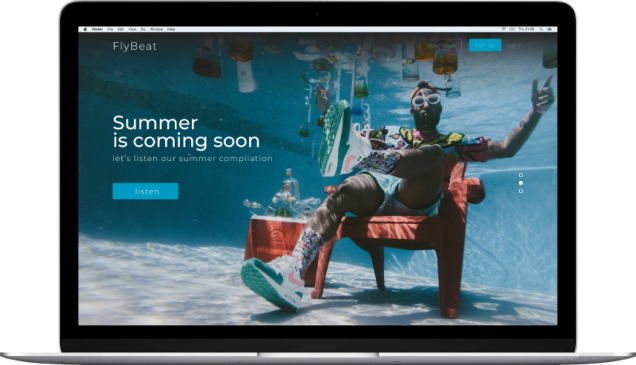 Finder File Edit View Go Window Help
FlyBeat
sign up
log in
Summer
is coming soon
let's listen our summer compilation
listen